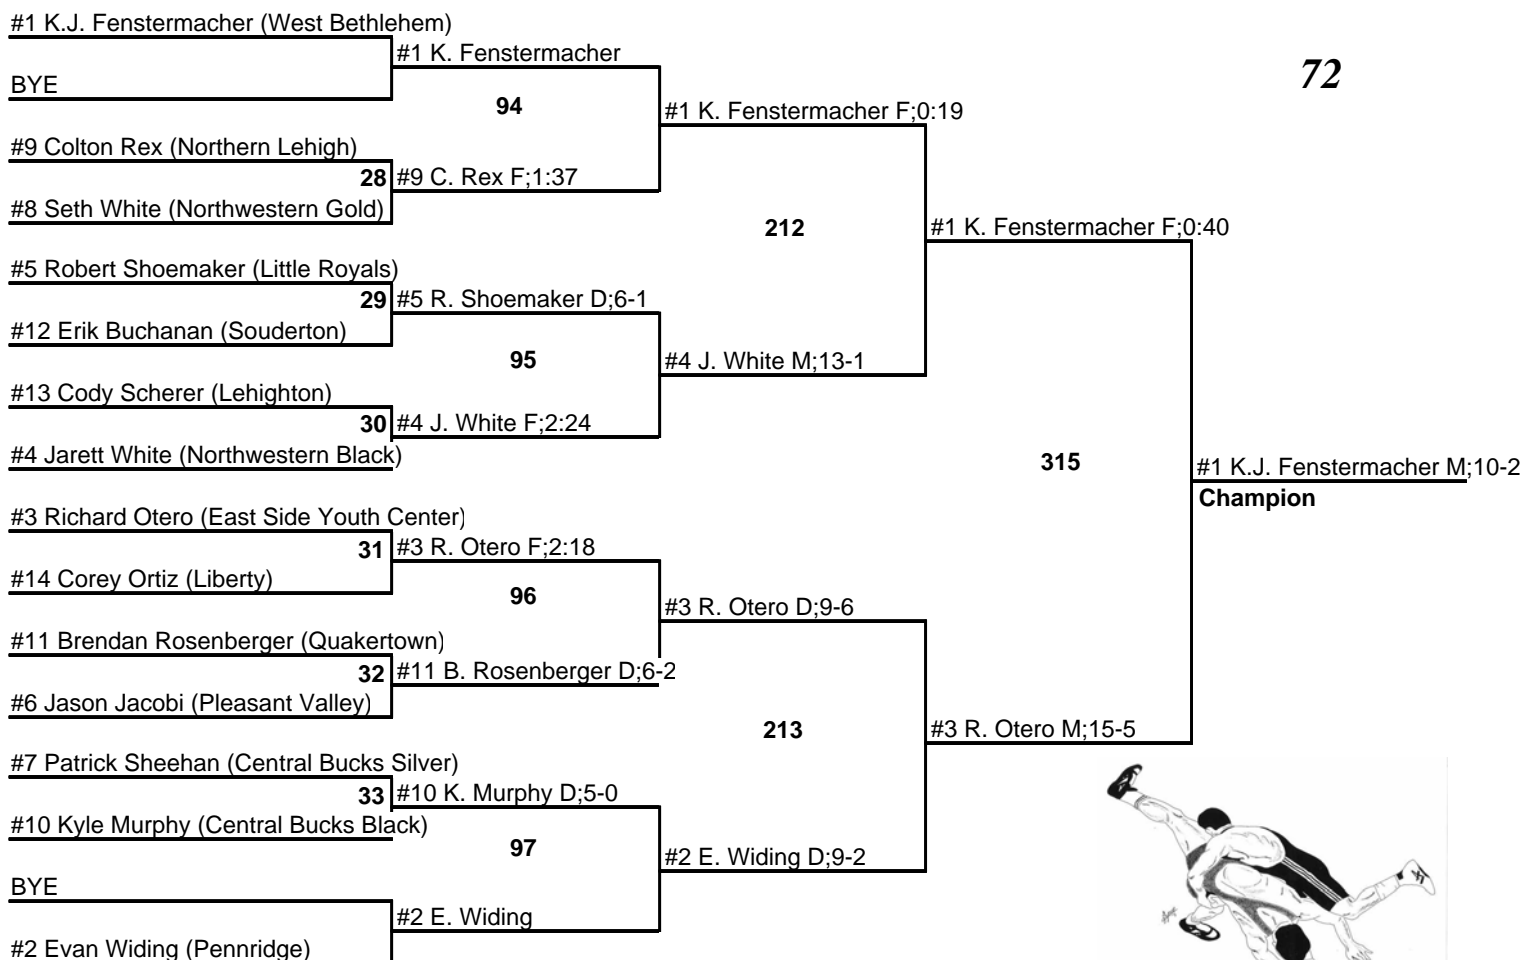 #1 K.J. Fenstermacher (West Bethlehem)
#1 K. Fenstermacher
72
BYE
94
#1 K. Fenstermacher F;0:19
#9 Colton Rex (Northern Lehigh)
28
#9 C. Rex F;1:37
#8 Seth White (Northwestern Gold)
212
#1 K. Fenstermacher F;0:40
#5 Robert Shoemaker (Little Royals)
29
#5 R. Shoemaker D;6-1
#12 Erik Buchanan (Souderton)
95
#4 J. White M;13-1
#13 Cody Scherer (Lehighton)
30
#4 J. White F;2:24
#4 Jarett White (Northwestern Black)
315
#1 K.J. Fenstermacher M;10-2
Champion
#3 Richard Otero (East Side Youth Center)
31
#3 R. Otero F;2:18
#14 Corey Ortiz (Liberty)
96
#3 R. Otero D;9-6
#11 Brendan Rosenberger (Quakertown)
32
#11 B. Rosenberger D;6-2
#6 Jason Jacobi (Pleasant Valley)
213
#3 R. Otero M;15-5
#7 Patrick Sheehan (Central Bucks Silver)
33
#10 K. Murphy D;5-0
#10 Kyle Murphy (Central Bucks Black)
97
#2 E. Widing D;9-2
BYE
#2 E. Widing
#2 Evan Widing (Pennridge)